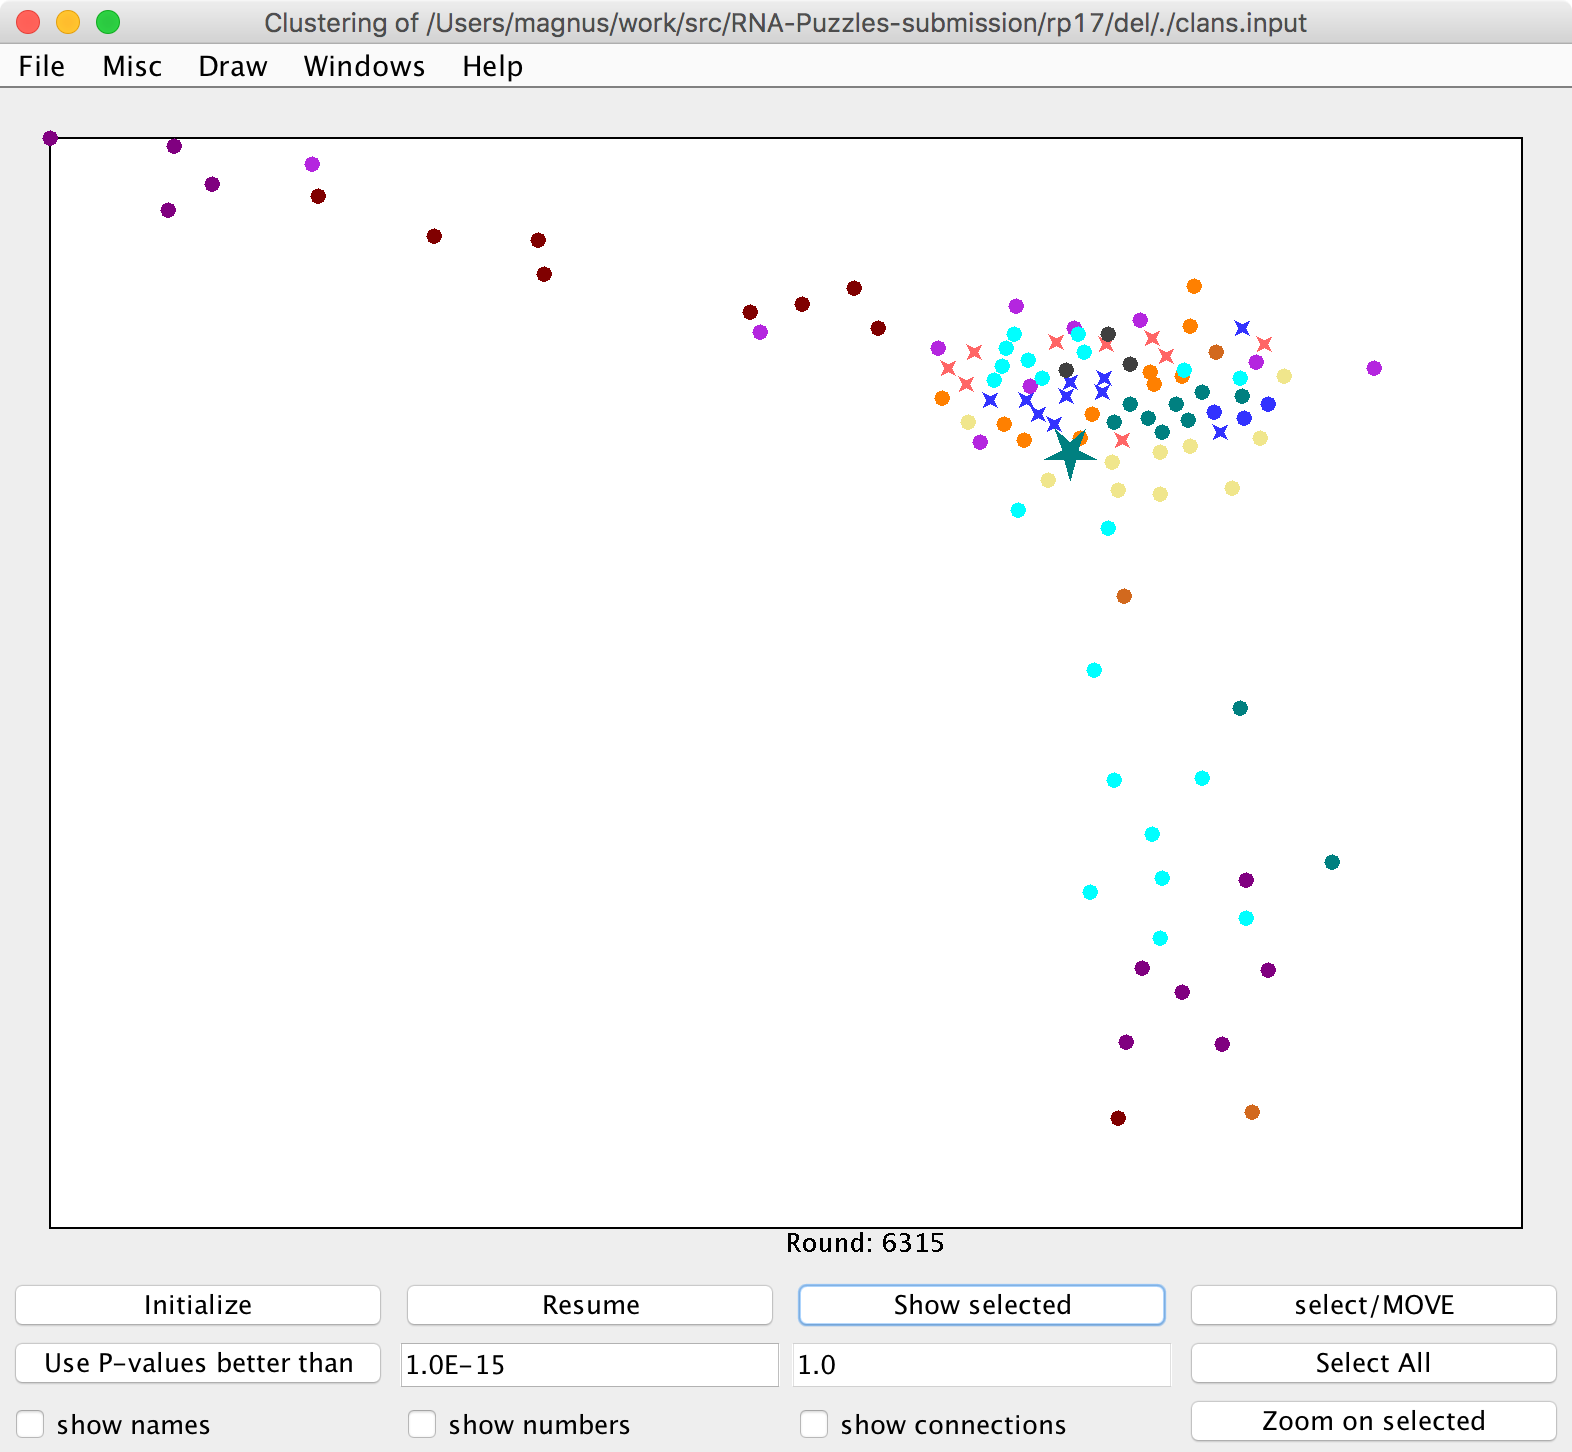 Clustering of /Users/magnus/work/src/RNA-Puzzles-submission/rp17/del/./clans.input
File Misc Draw Windows Help
Round: 6315
Initialize Resume Show selected select/MOVE
Use P-values better than 1.0E-15 1.0 Select All
show names show numbers show connections Zoom on selected